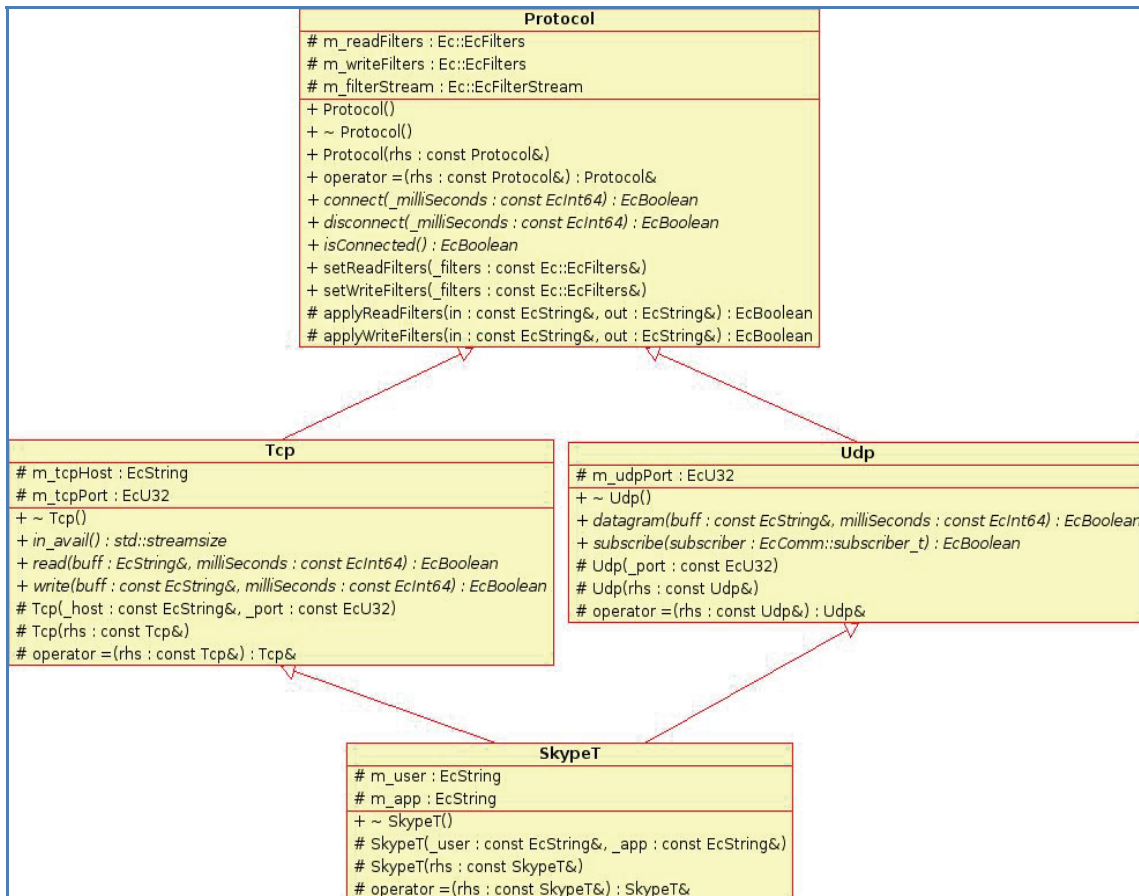 Protocol
# m_readFilters : Ec::EcFilters
# m_writeFilters : Ec::EcFilters
# m_filterStream : Ec::EcFilterStream
+ Protocol()
+ ~ Protocol()
+ Protocol(rhs : const Protocol&)
+ operator =(rhs : const Protocol&) : Protocol&
+ connect(_milliSeconds : const EcInt64) : EcBoolean
+ disconnect(_milliSeconds : const EcInt64) : EcBoolean
+ isConnected() : EcBoolean
+ setReadFilters(_filters : const Ec::EcFilters&)
+ setWriteFilters(_filters : const Ec::EcFilters&)
# applyReadFilters(in : const EcString&, out : EcString&) : EcBoolean
# applyWriteFilters(in : const EcString&, out : EcString&) : EcBoolean
Tcp
# m_tcpHost : EcString
# m_tcpPort : EcU32
+ ~ Tcp()
+ in_avail() : std::streamsize
+ read(buff : EcString&, milliSeconds : const EcInt64) : EcBoolean
+ write(buff : const EcString&, milliSeconds : const EcInt64) : EcBoolean
# Tcp(_host : const EcString&, _port : const EcU32)
# Tcp(rhs : const Tcp&)
# operator =(rhs : const Tcp&) : Tcp&
Udp
# m_udpPort : EcU32
+ ~ Udp()
+ datagram(buff : const EcString&, milliSeconds : const EcInt64) : EcBoolean
+ subscribe(subscriber : EcComm::subscriber_t) : EcBoolean
# Udp(_port : const EcU32)
# Udp(rhs : const Udp&)
# operator =(rhs : const Udp&) : Udp&
SkypeT
# m_user : EcString
# m_app : EcString
+ ~ SkypeT()
# SkypeT(_user : const EcString&, _app : const EcString&)
# SkypeT(rhs : const SkypeT&)
# operator =(rhs : const SkypeT&) : SkypeT&